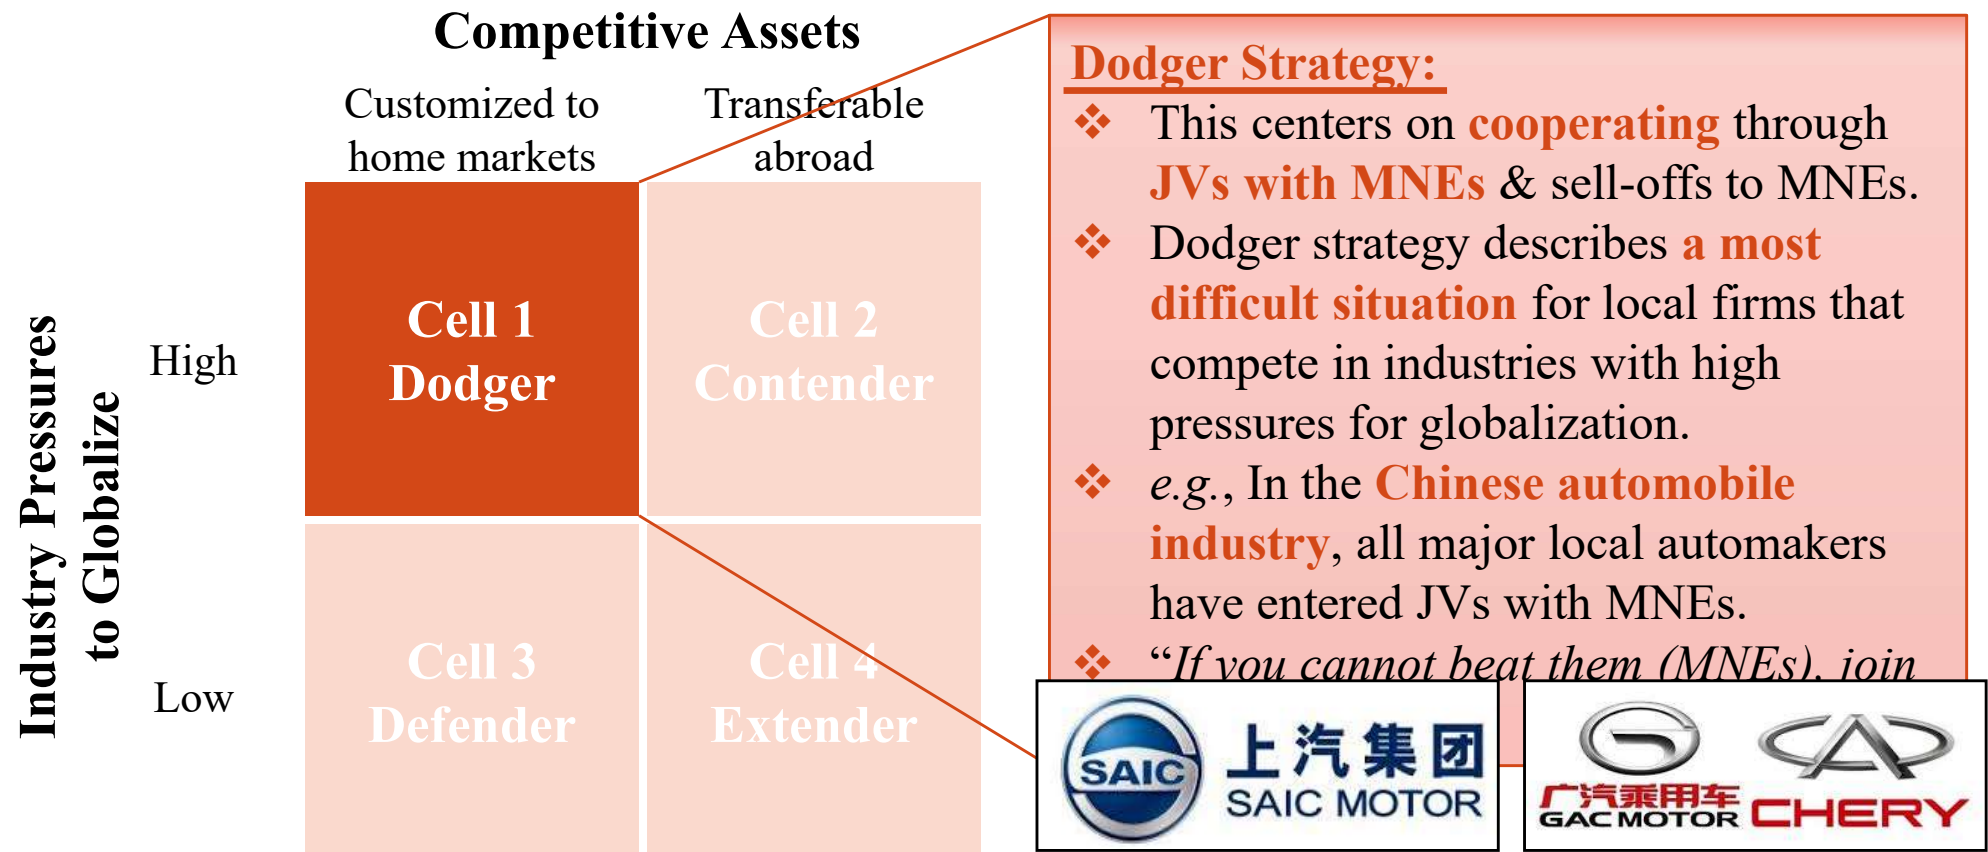 Competitive Assets
Customized to
home markets
Transferable
abroad
Industry Pressures
to Globalize
High
Low
Cell 1
Dodger
Cell 2
Contender
Cell 3
Defender
Cell 4
Extender
Dodger Strategy:
❖ This centers on cooperating through
JVs with MNEs & sell-offs to MNEs.
❖ Dodger strategy describes a most
difficult situation for local firms that
compete in industries with high
pressures for globalization.
❖ e.g., In the Chinese automobile
industry, all major local automakers
have entered JVs with MNEs.
❖ “If you cannot beat them (MNEs), join
SAIC
上汽集团
SAIC MOTOR
广汽乘用车
GAC MOTOR
CHERY